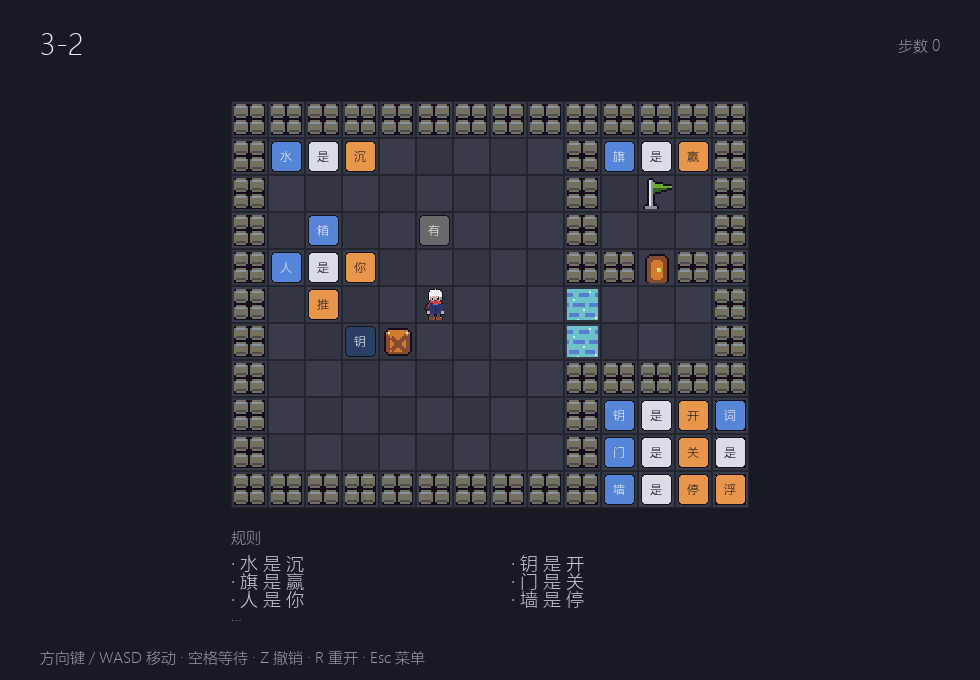 3-2
步数 0
水 是 沉 旗 是 赢
箱 有
人 是 你
推
钥
钥 是 开 词
门 是 关 是
墙 是 停 浮
规则
· 水 是 沉 · 钥 是 开
· 旗 是 赢 · 门 是 关
· 人 是 你 · 墙 是 停
...
方向键 / WASD 移动 · 空格等待 · Z 撤销 · R 重开 · Esc 菜单